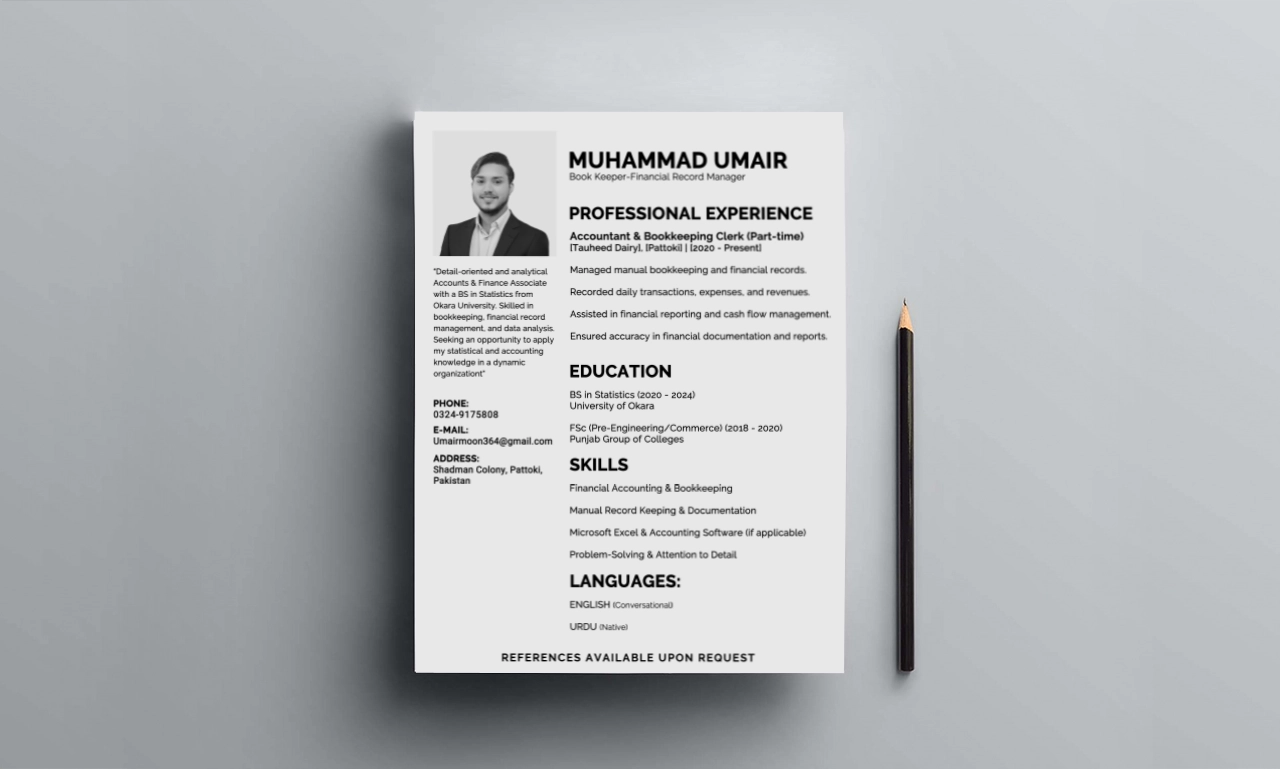 MUHAMMAD UMAIR
Book Keeper-Financial Record Manager
"Detail-oriented and analytical
Accounts & Finance Associate
with a BS in Statistics from
Okara University. Skilled in
bookkeeping, financial record
management, and data analysis.
Seeking an opportunity to apply
my statistical and accounting
knowledge in a dynamic
organizationt"
PHONE:
0324-9175808
E-MAIL:
Umairmoon364@gmail.com
ADDRESS:
Shadman Colony, Pattoki,
Pakistan
PROFESSIONAL EXPERIENCE
Accountant & Bookkeeping Clerk (Part-time)
[Tauheed Dairy], [Pattoki] | [2020 - Present]
Managed manual bookkeeping and financial records.
Recorded daily transactions, expenses, and revenues.
Assisted in financial reporting and cash flow management.
Ensured accuracy in financial documentation and reports.
EDUCATION
BS in Statistics (2020 - 2024)
University of Okara
FSc (Pre-Engineering/Commerce) (2018 - 2020)
Punjab Group of Colleges
SKILLS
Financial Accounting & Bookkeeping
Manual Record Keeping & Documentation
Microsoft Excel & Accounting Software (if applicable)
Problem-Solving & Attention to Detail
LANGUAGES:
ENGLISH (Conversational)
URDU (Native)
REFERENCES AVAILABLE UPON REQUEST